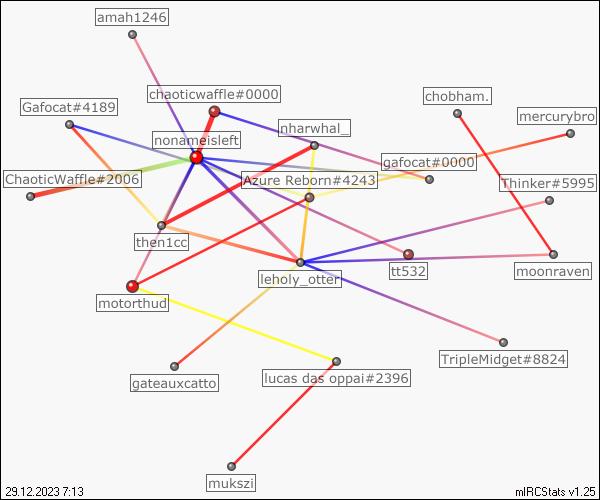 amah1246
chaoticwaffle#0000
Gafocat#4189
chobham.
mercurybro
nharwhal_
nonameisleft
gafocat#0000
ChaoticWaffle#2006
Azure Reborn#4243
Thinker#5995
then1cc
leholy_otter
tt532
moonraven
motorthud
TripleMidget#8824
gateauxcatto
lucas das oppai#2396
mukszi
29.12.2023 7:13
mIRCStats v1.25